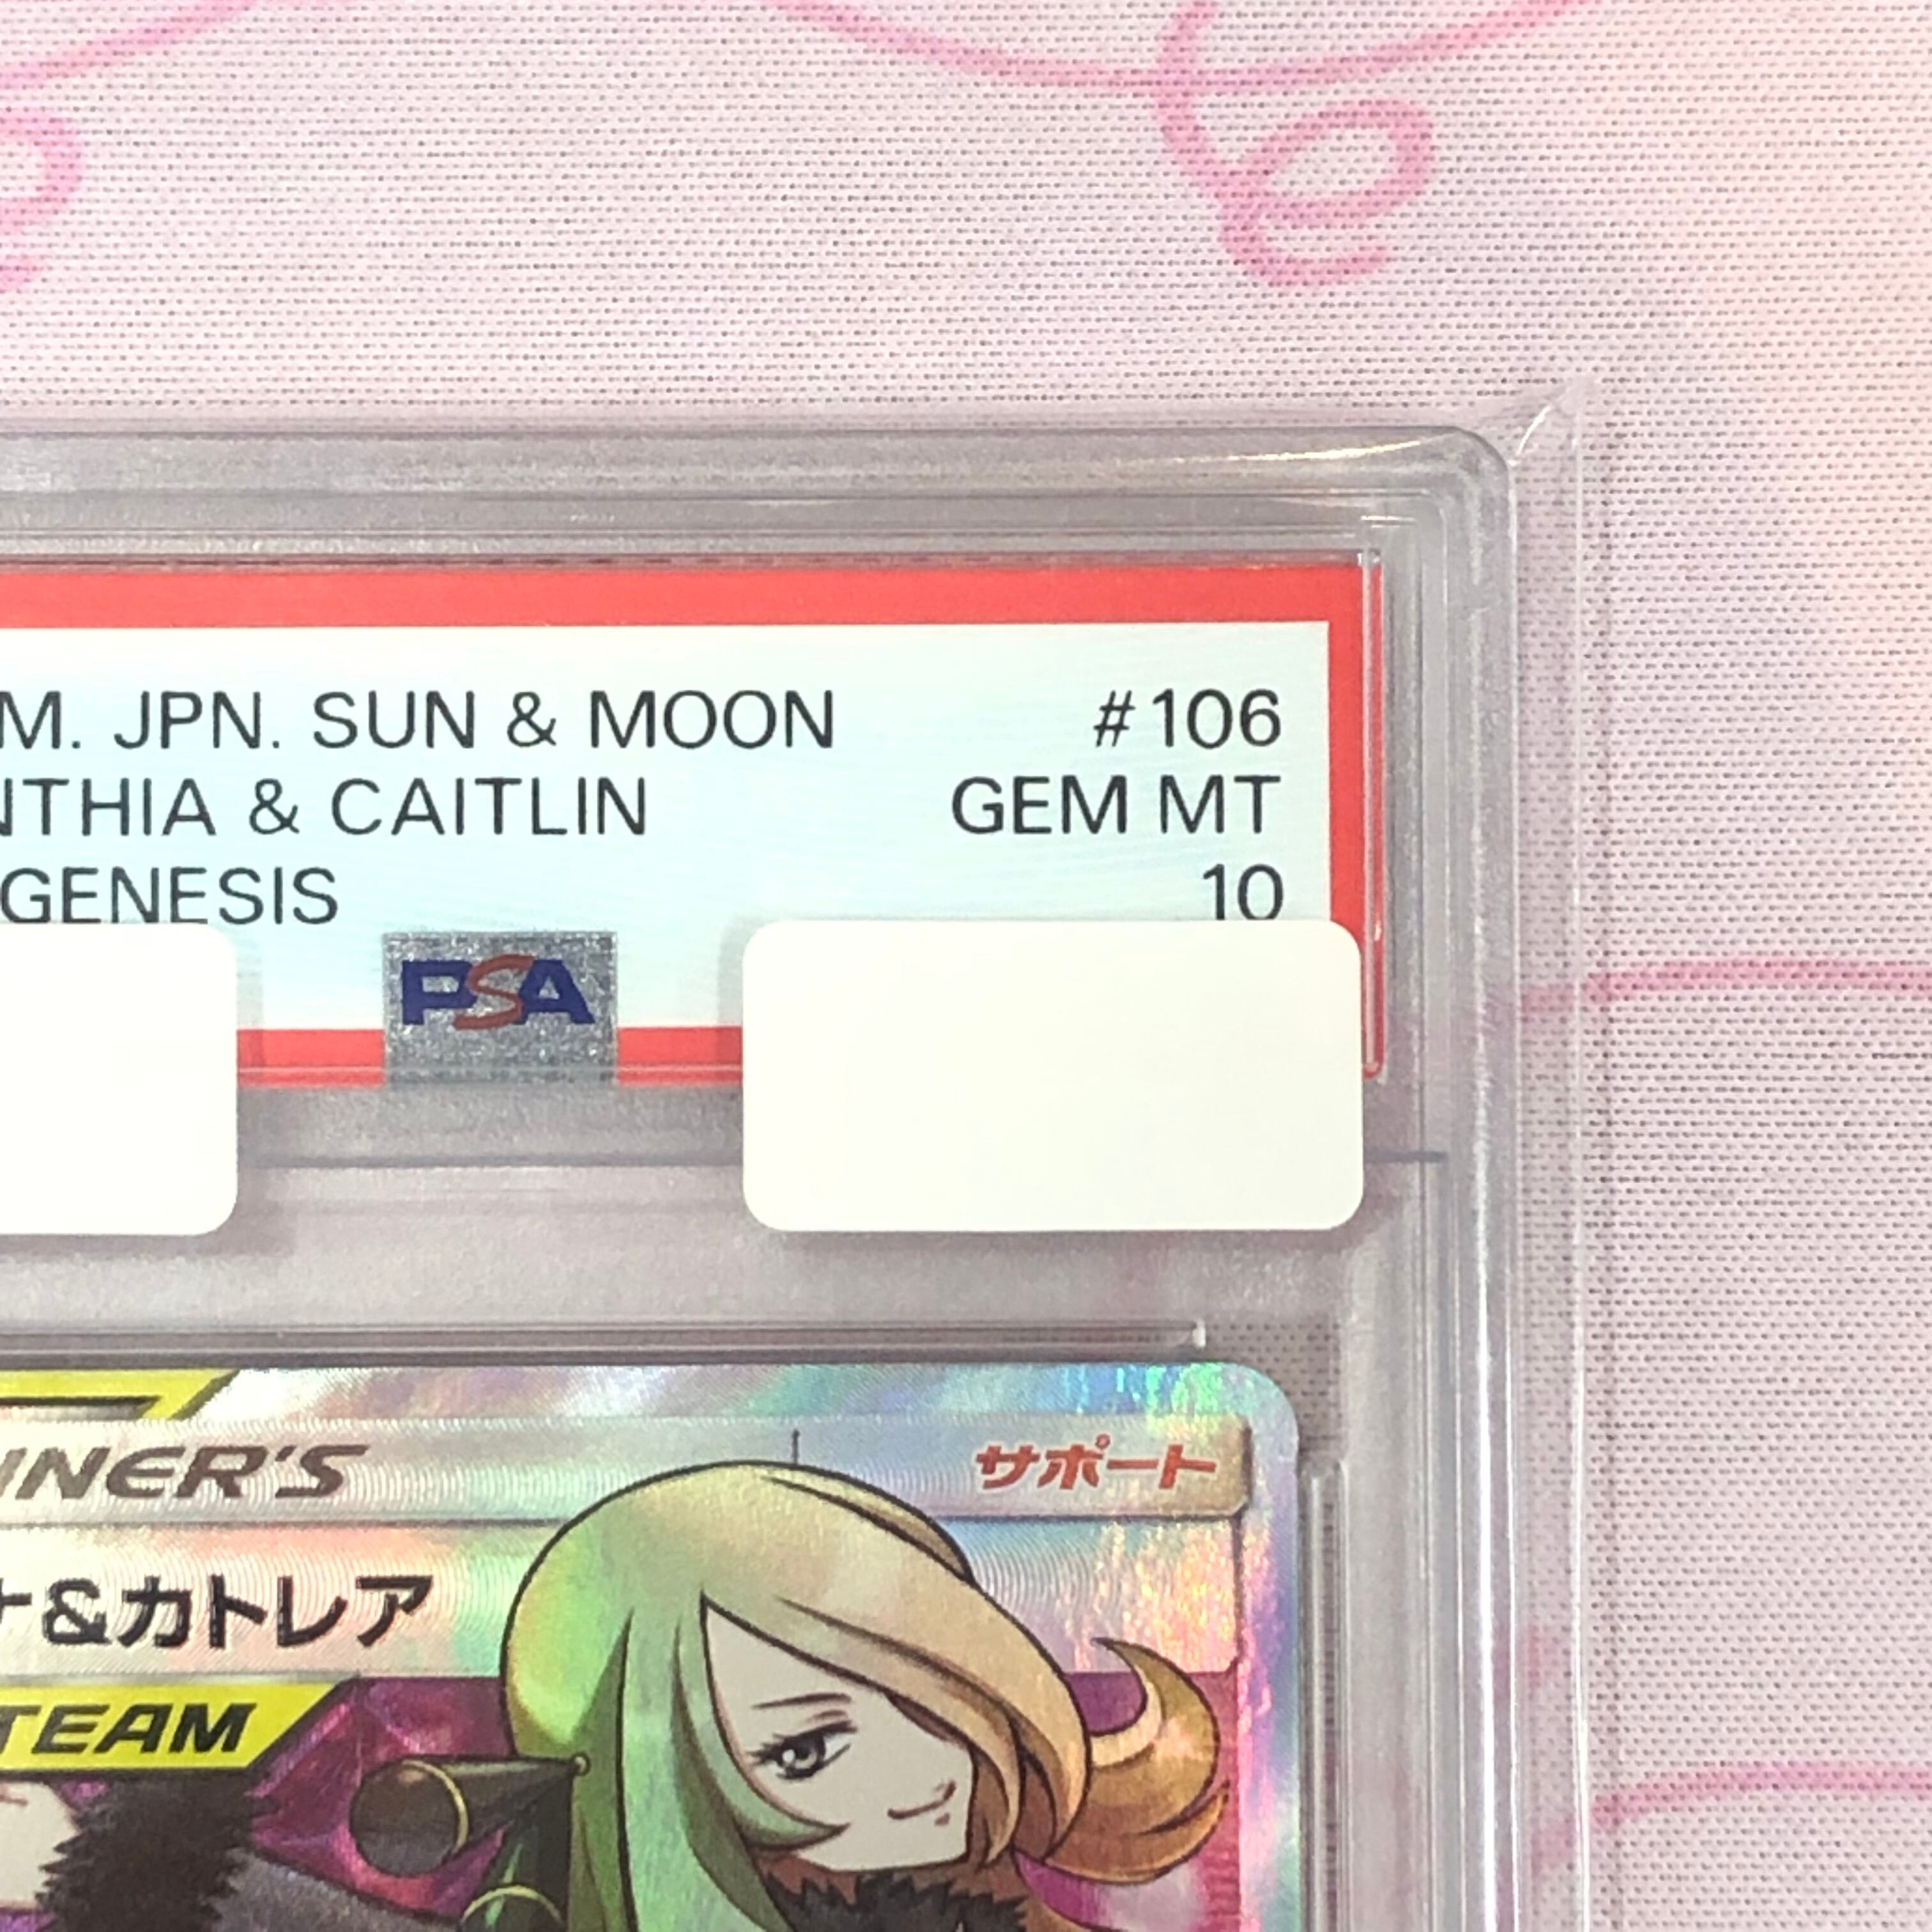 M. JPN. SUN & MOON #106
NTHIA & CAITLIN GEM MT
GENESIS 10
PSA
INER'S サポート
ナ&カトレア
TEAM